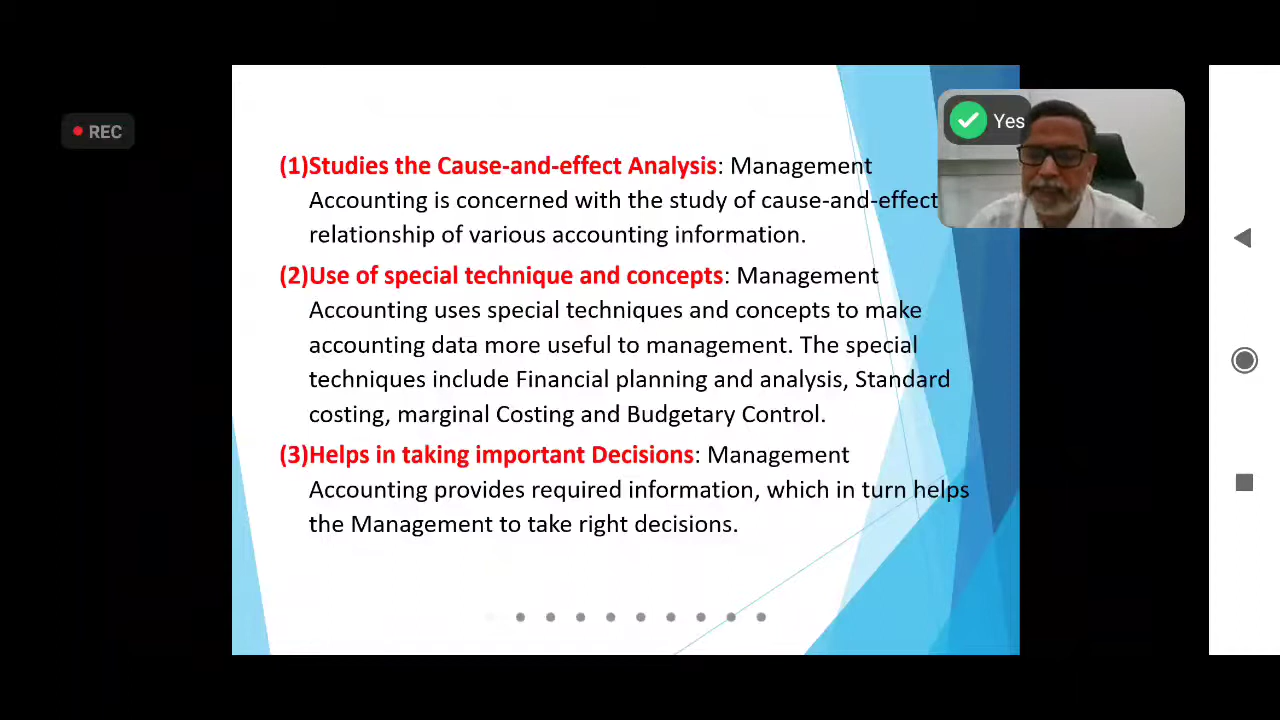 REC
Yes
(1)Studies the Cause-and-effect Analysis: Management
Accounting is concerned with the study of cause-and-effect
relationship of various accounting information.
(2)Use of special technique and concepts: Management
Accounting uses special techniques and concepts to make
accounting data more useful to management. The special
techniques include Financial planning and analysis, Standard
costing, marginal Costing and Budgetary Control.
(3)Helps in taking important Decisions: Management
Accounting provides required information, which in turn helps
the Management to take right decisions.